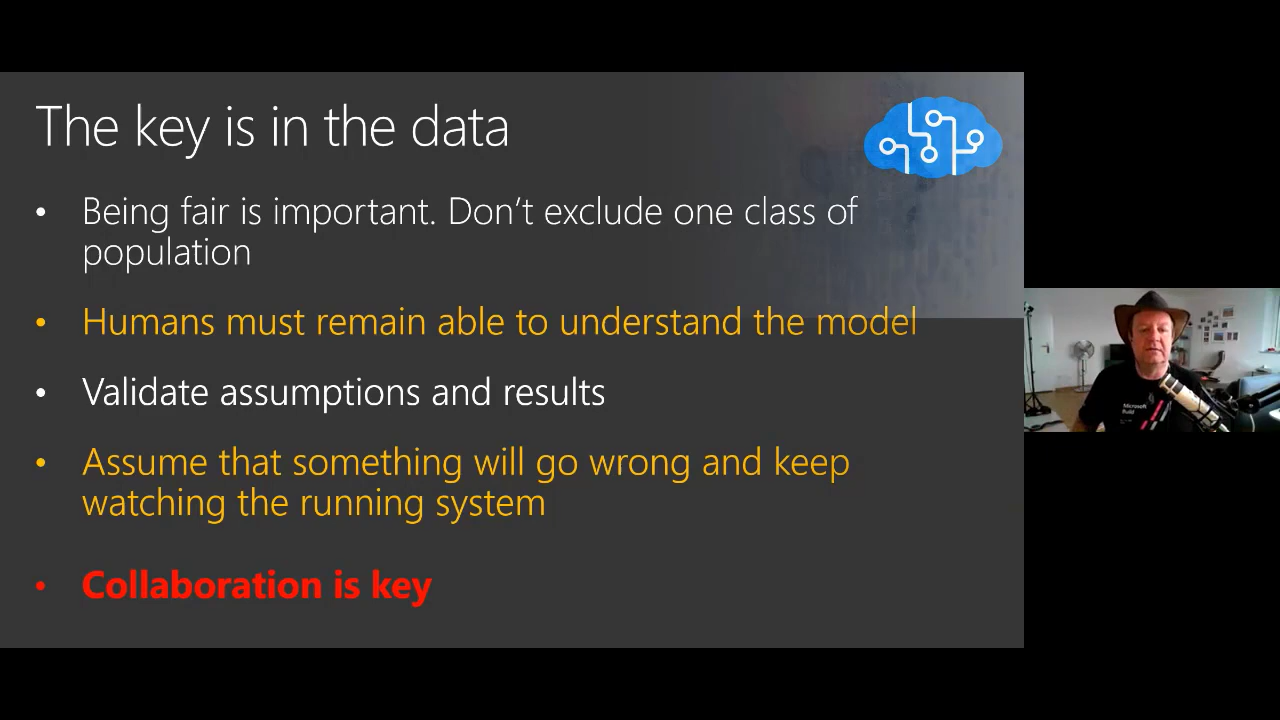 The key is in the data
• Being fair is important. Don't exclude one class of
population
• Humans must remain able to understand the model
• Validate assumptions and results
• Assume that something will go wrong and keep
watching the running system
• Collaboration is key
Microsoft
Build